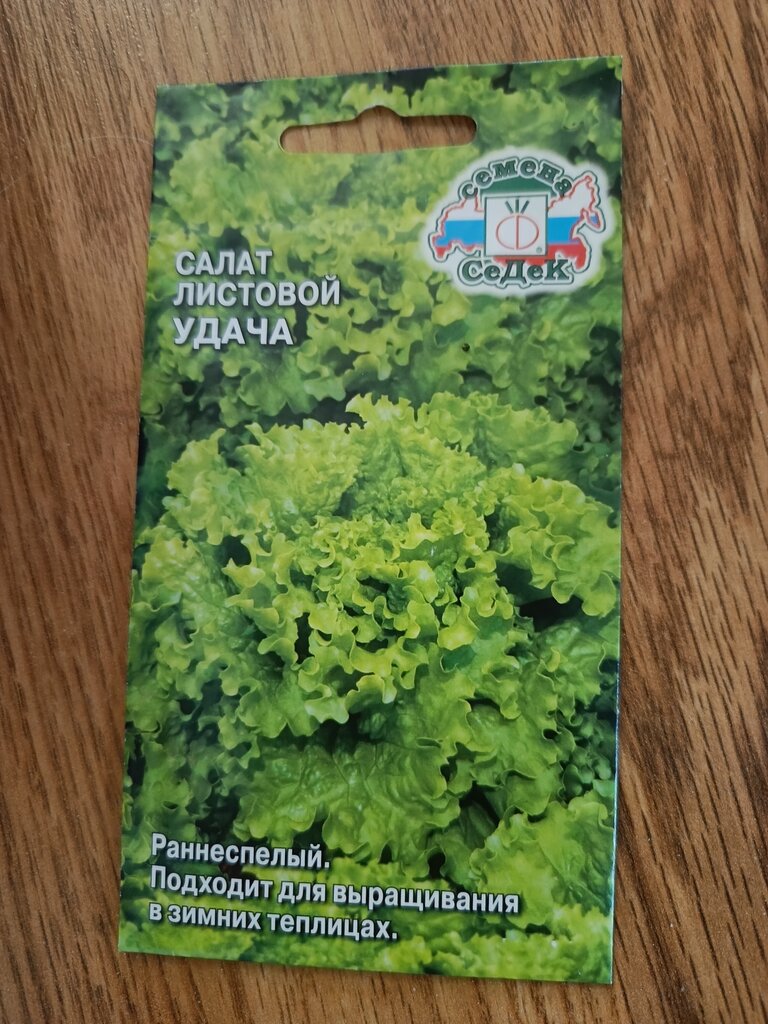 семена
СеДеК
САЛАТ
ЛИСТОВОЙ
УДАЧА
Раннеспелый.
Подходит для выращивания
в зимних теплицах.